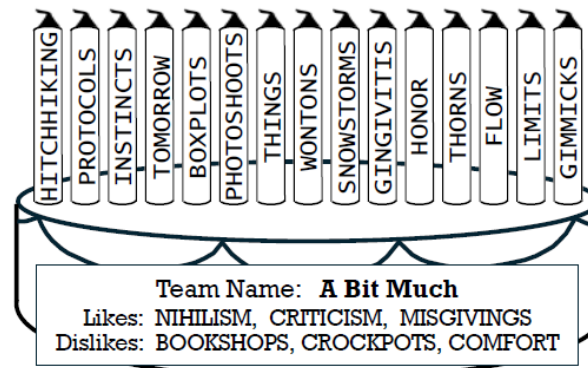 HITCHHIKING
PROTOCOLS
INSTINCTS
TOMORROW
BOXPLOTS
PHOTOSHOOTS
THINGS
WONTONS
SNOWSTORMS
GINGIVITIS
HONOR
THORNS
FLOW
LIMITS
GIMMICKS
Team Name: A Bit Much
Likes: NIHILISM, CRITICISM, MISGIVINGS
Dislikes: BOOKSHOPS, CROCKPOTS, COMFORT